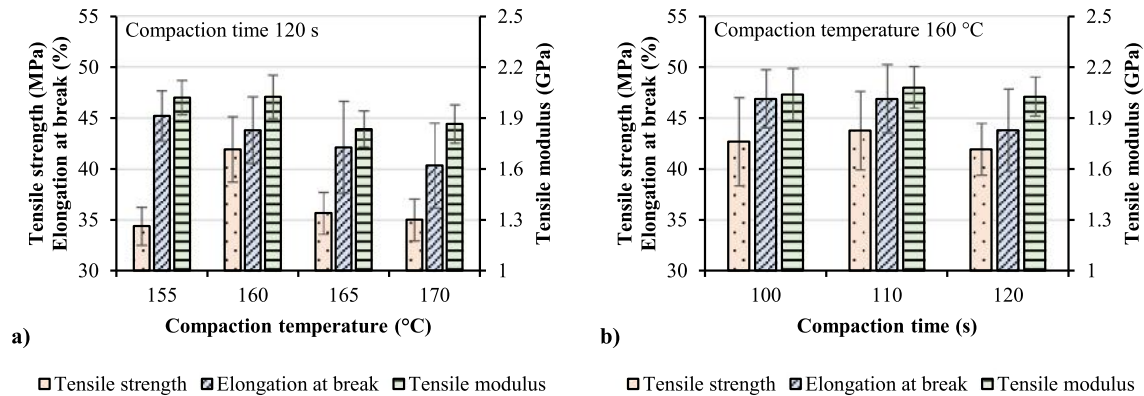 Compaction time 120 s
Tensile strength (MPa)
Elongation at break (%)
55
50
45
40
35
30
2.5
2.2
1.9
1.6
1.3
1
Tensile modulus (GPa)
155 160 165 170
Compaction temperature (°C)
a)
Tensile strength Elongation at break Tensile modulus
Compaction temperature 160 °C
Tensile strength (MPa)
Elongation at break (%)
55
50
45
40
35
30
2.5
2.2
1.9
1.6
1.3
1
Tensile modulus (GPa)
100 110 120
Compaction time (s)
b)
Tensile strength Elongation at break Tensile modulus